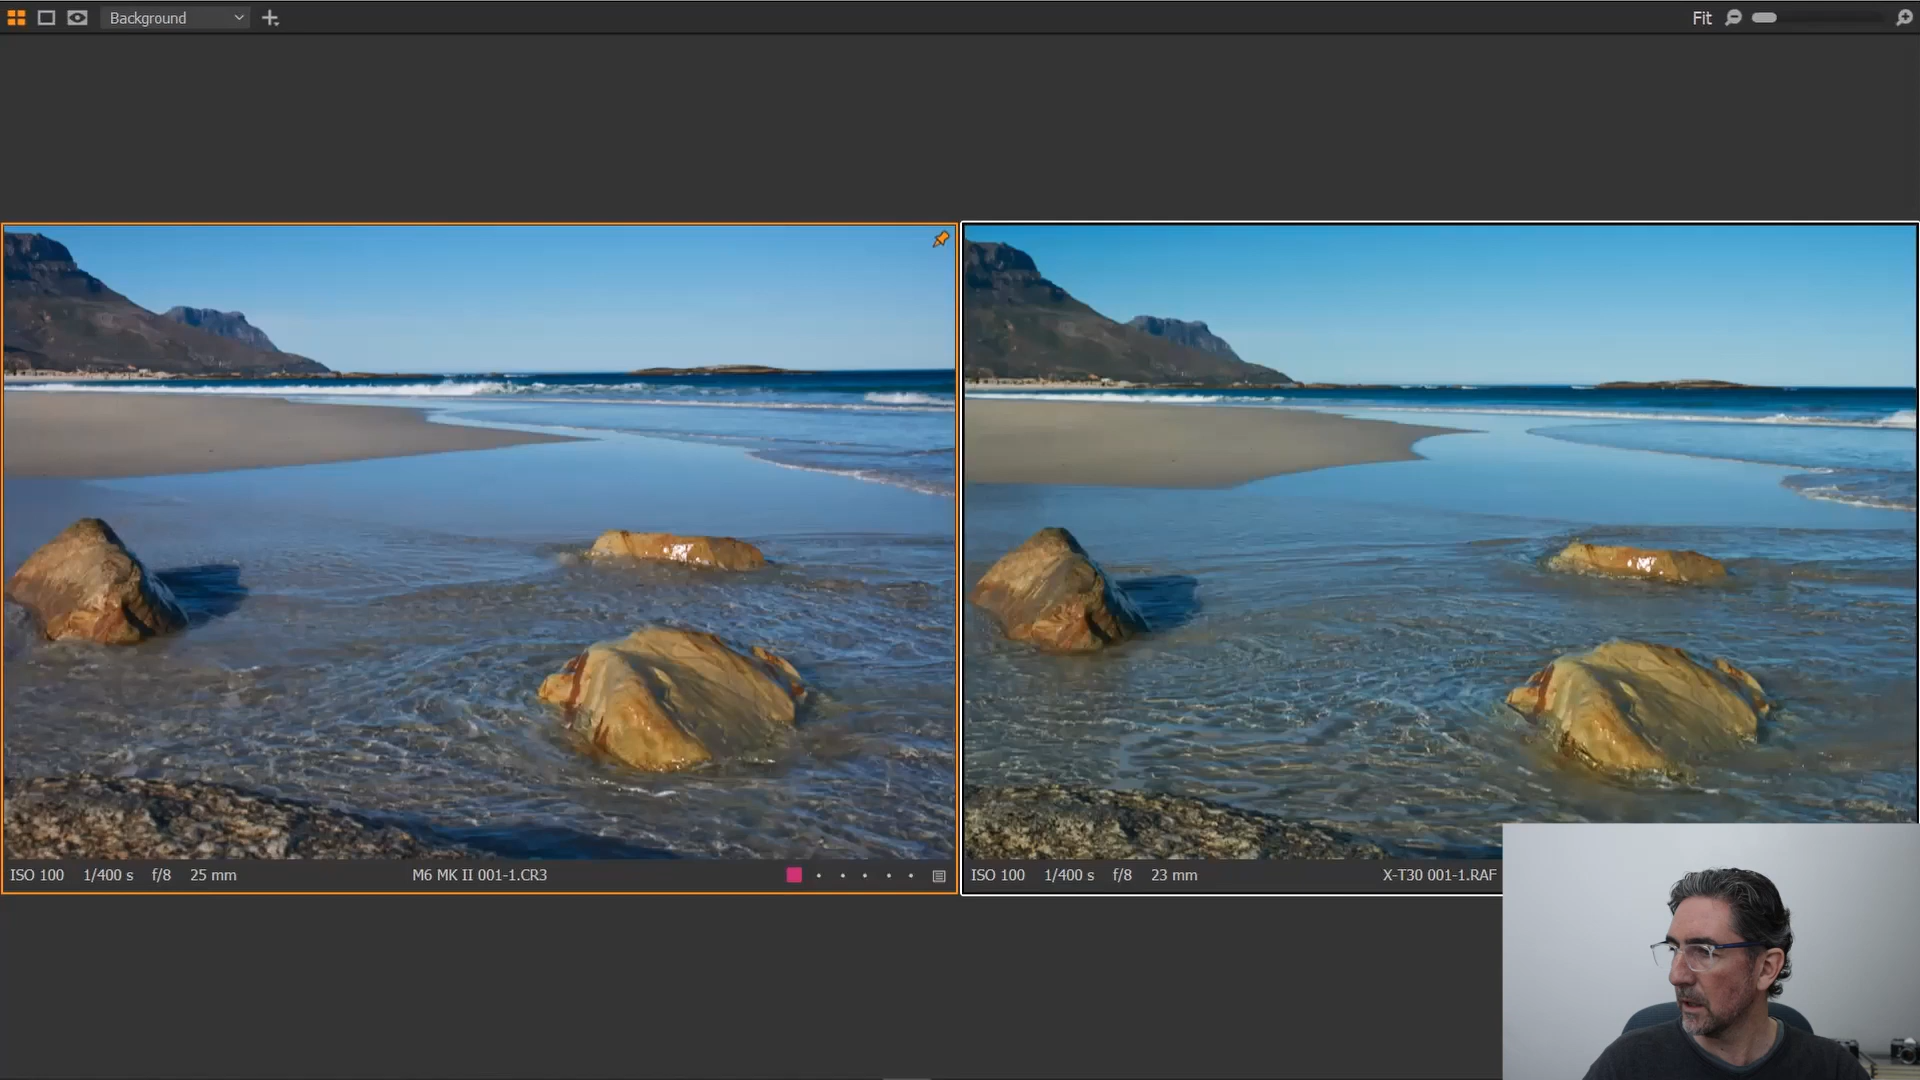 Background
Fit
ISO 100 1/400 s f/8 25 mm M6 MK II 001-1.CR3
ISO 100 1/400 s f/8 23 mm X-T30 001-1.RAF